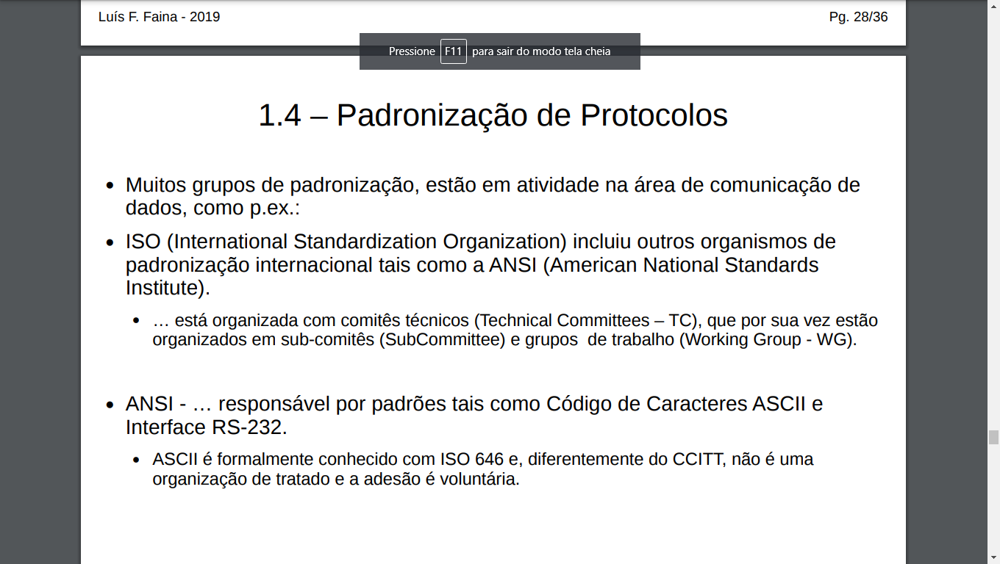 Luís F. Faina - 2019
Pg. 28/36
Pressione F11 para sair do modo tela cheia
1.4 – Padronização de Protocolos
● Muitos grupos de padronização, estão em atividade na área de comunicação de
dados, como p.ex.:
● ISO (International Standardization Organization) incluiu outros organismos de
padronização internacional tais como a ANSI (American National Standards
Institute).
● … está organizada com comitês técnicos (Technical Committees – TC), que por sua vez estão
organizados em sub-comitês (SubCommittee) e grupos  de trabalho (Working Group - WG).
● ANSI - … responsável por padrões tais como Código de Caracteres ASCII e
Interface RS-232.
● ASCII é formalmente conhecido com ISO 646 e, diferentemente do CCITT, não é uma
organização de tratado e a adesão é voluntária.